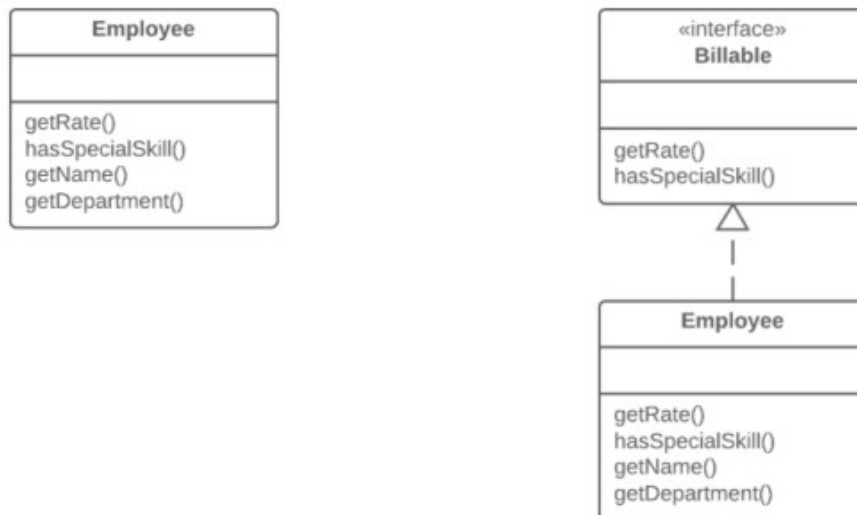 Employee
getRate()
hasSpecialSkill()
getName()
getDepartment()
«interface»
Billable
getRate()
hasSpecialSkill()
Employee
getRate()
hasSpecialSkill()
getName()
getDepartment()